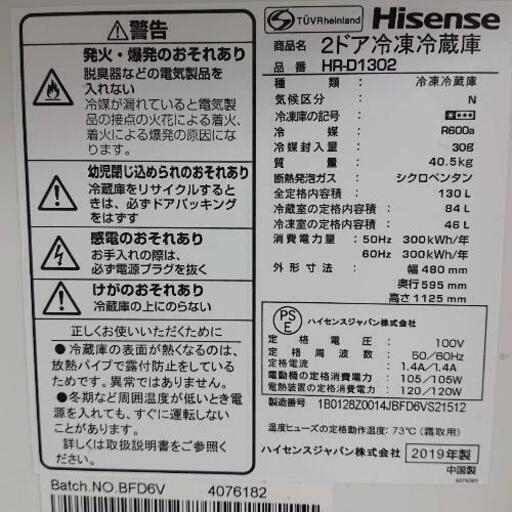 警告
発火・爆発のおそれあり
脱臭器などの電気製品を
入れない
冷媒が漏れていると電気製
品の接点の火花による着火、
着火による爆発の原因にな
ります。
幼児閉じ込められのおそれあり
冷蔵庫をリサイクルすると
きは、必ずドアパッキング
をはずす
感電のおそれあり
お手入れの際は、
必ず電源プラグを抜く
けがのおそれあり
冷蔵庫の上にのらない
正しくお使いいただくために
●冷蔵庫の表面が熱くなるのは、
放熱パイプで露付防止をしている
ためです。異常ではありません。
●冬期など周囲温度が低いとき電
源を入れても、すぐに運転しない
ことがあります。
詳しくは取扱説明書をご参照
ください。
Batch.NO.BFD6V 4076182
TÜVRheinland Hisense
商品名 2ドア冷凍冷蔵庫
品番 HR-D1302
種類: 冷凍冷蔵庫
気候区分: N
冷凍庫の記号:
冷媒: R600a
冷媒封入量: 30g
質量: 40.5kg
断熱発泡ガス: シクロペンタン
全定格内容積: 130 L
冷蔵室の定格内容積: 84 L
冷凍室の定格内容積: 46 L
消費電力量: 50Hz 300kWh/年
60Hz 300kWh/年
外形寸法: 幅 480 mm
奥行 595 mm
高さ 1125 mm
PS
E
ハイセンスジャパン株式会社
定格電圧: 100V
定格周波数: 50/60Hz
定格電流: 1.4A/1.4A
電動機の定格消費電力: 105/105W
電熱装置の定格消費電力: 120/120W
製造番号 1B0128Z0014JBFD6VS21512
温度ヒューズの定格動作温度: 73℃(霜取用)
ハイセンスジャパン株式会社 2019年製
中国製